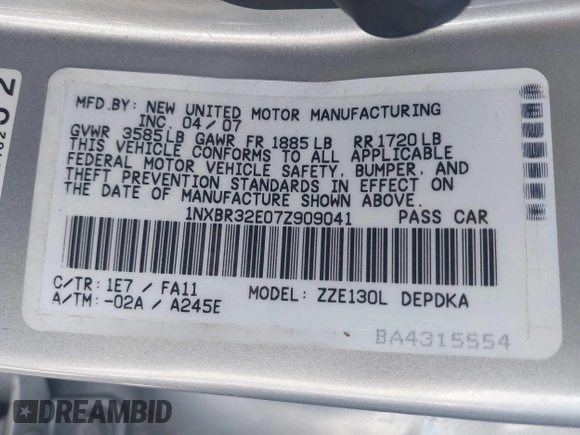 MFD.BY: NEW UNITED MOTOR MANUFACTURING
INC. 04/07
GVWR 3585LB GAWR FR 1885LB RR1720LB
THIS VEHICLE CONFORMS TO ALL APPLICABLE
FEDERAL MOTOR VEHICLE SAFETY, BUMPER, AND
THEFT PREVENTION STANDARDS IN EFFECT ON
THE DATE OF MANUFACTURE SHOWN ABOVE.
1NXBR32E07Z909041 PASS CAR
C/TR: 1E7 / FA11
A/TM: -02A / A245E
MODEL: ZZE130L DEPDKA
BA4315554
DREAMBID